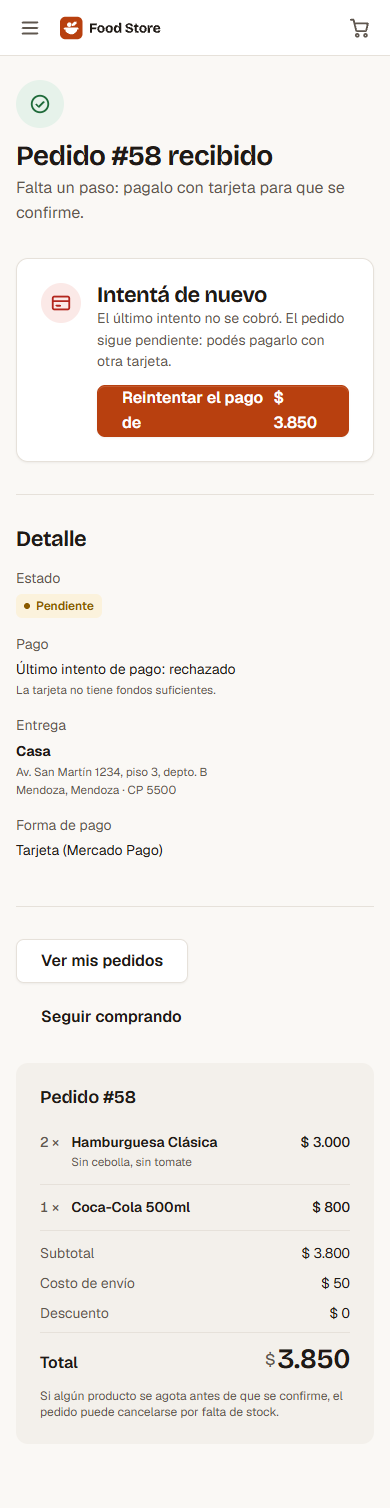 Food Store
Pedido #58 recibido
Falta un paso: pagalo con tarjeta para que se
confirme.
Intentá de nuevo
El último intento no se cobró. El pedido
sigue pendiente: podés pagarlo con
otra tarjeta.
Reintentar el pago de $ 3.850
Detalle
Estado
Pendiente
Pago
Último intento de pago: rechazado
La tarjeta no tiene fondos suficientes.
Entrega
Casa
Av. San Martín 1234, piso 3, depto. B
Mendoza, Mendoza · CP 5500
Forma de pago
Tarjeta (Mercado Pago)
Ver mis pedidos
Seguir comprando
Pedido #58
2 × Hamburguesa Clásica $ 3.000
Sin cebolla, sin tomate
1 × Coca-Cola 500ml $ 800
Subtotal $ 3.800
Costo de envío $ 50
Descuento $ 0
Total $ 3.850
Si algún producto se agota antes de que se confirme, el
pedido puede cancelarse por falta de stock.